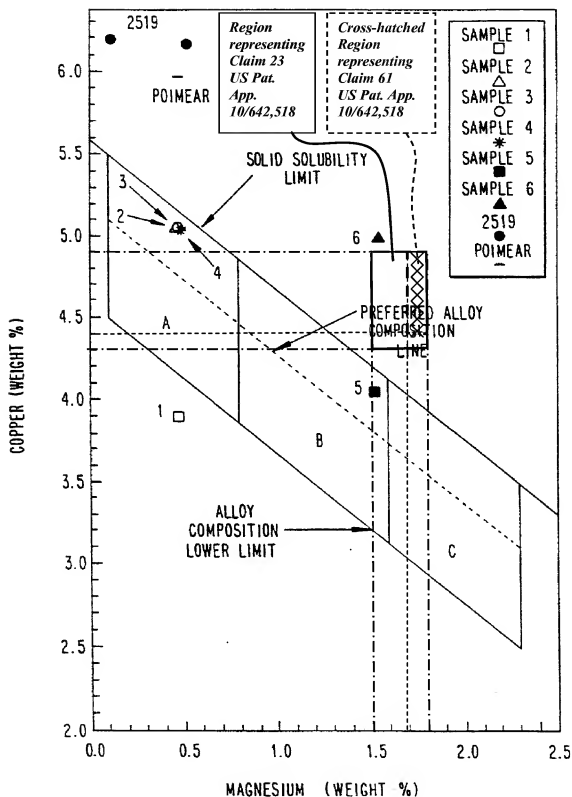 2519
POIMEAR
Region
representing
Claim 23
US Pat.
App.
10/642,518
Cross-hatched
Region
representing
Claim 61
US Pat. App.
10/642,518
SAMPLE 1
SAMPLE 2
SAMPLE 3
SAMPLE 4
SAMPLE 5
SAMPLE 6
2519
POIMEAR
SOLID SOLUBILITY
LIMIT
3
2
4
6
A
PREFERRED ALLOY
COMPOSITION
LINE
5
1
B
ALLOY
COMPOSITION
LOWER LIMIT
C
COPPER (WEIGHT %)
6.0
5.5
5.0
4.5
4.0
3.5
3.0
2.5
2.0
0.0 0.5 1.0 1.5 2.0 2.5
MAGNESIUM (WEIGHT %)